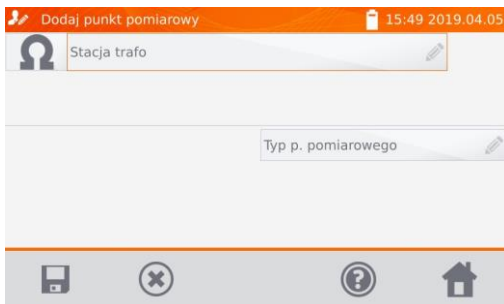 Dodaj punkt pomiarowy 15:49 2019.04.05
Ω
Stacja trafo
Typ p. pomiarowego
?